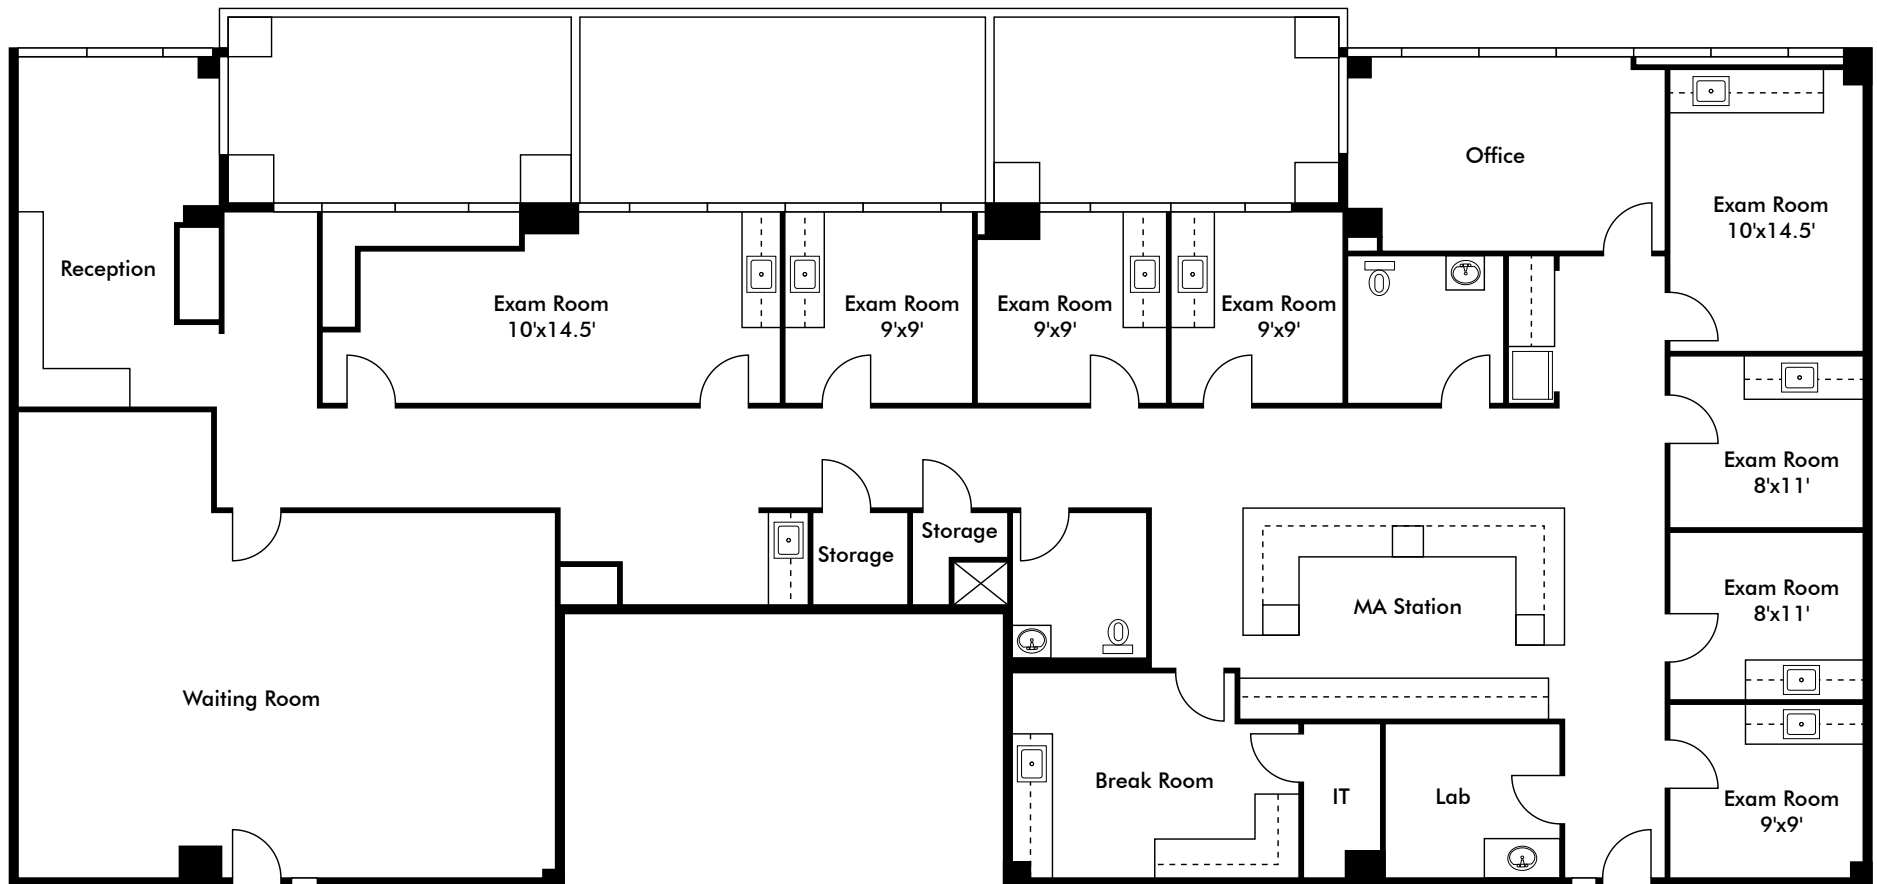 Office
Exam Room
10'x14.5'
Reception
Exam Room
10'x14.5'
Exam Room
9'x9'
Exam Room
9'x9'
Exam Room
9'x9'
Exam Room
8'x11'
Storage
Storage
Exam Room
8'x11'
MA Station
Waiting Room
Break Room
IT
Lab
Exam Room
9'x9'